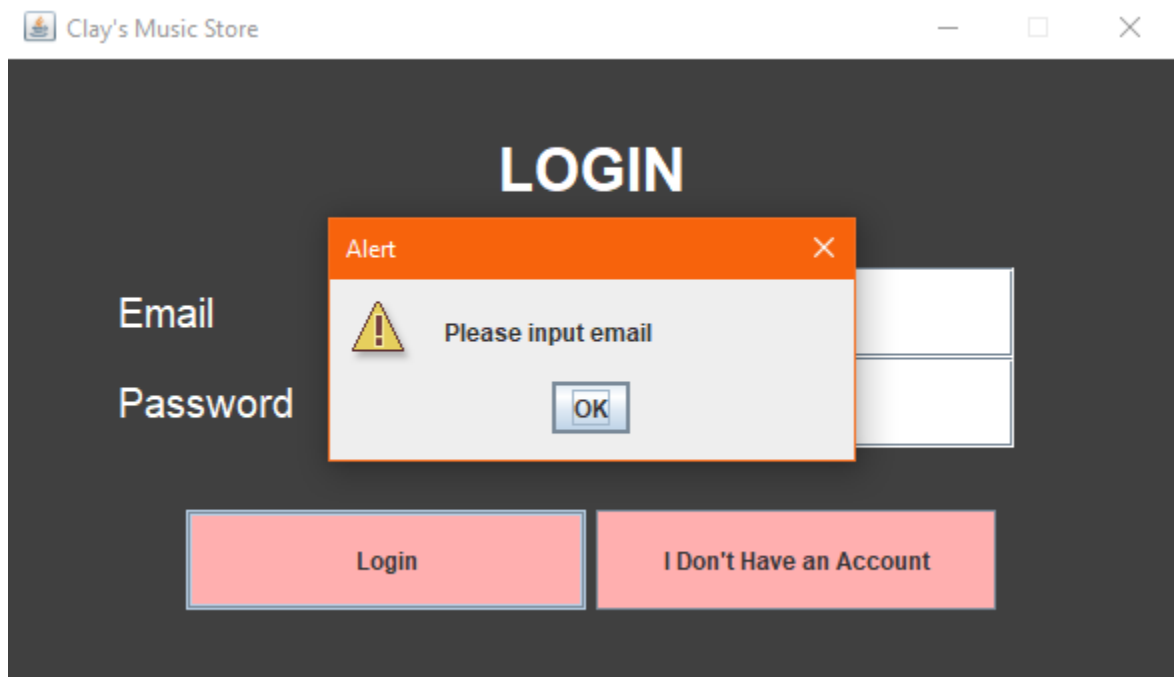 Clay's Music Store
LOGIN
Alert
Please input email
OK
Email
Password
Login
I Don't Have an Account